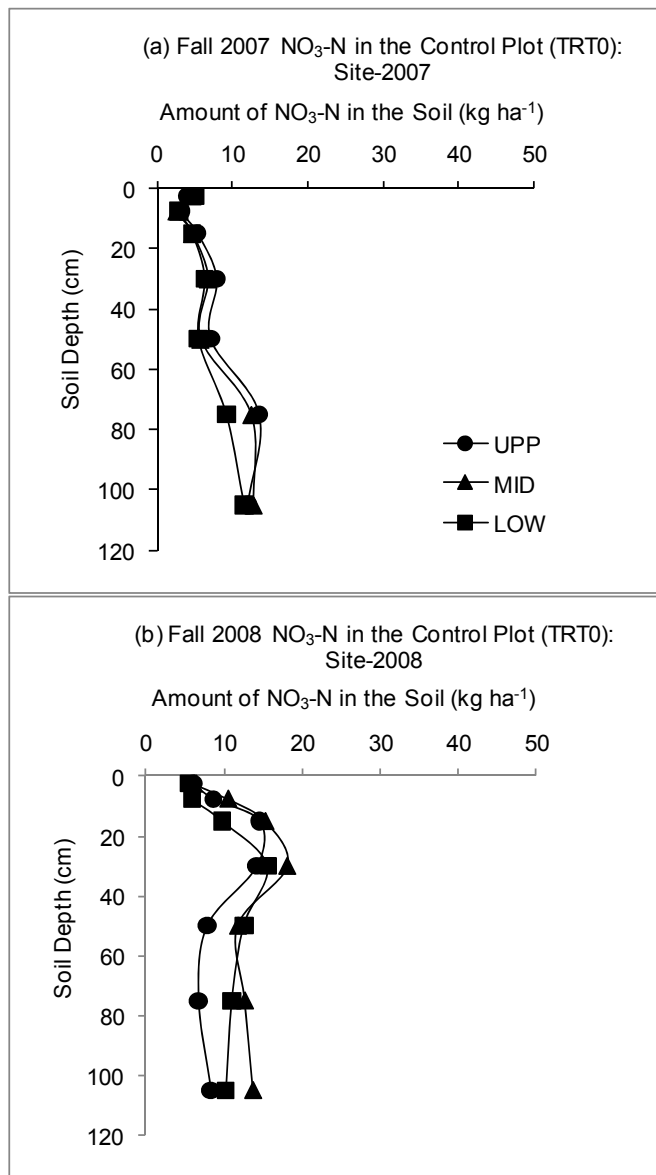 (a) Fall 2007 NO₃-N in the Control Plot (TRT0):
Site-2007
Amount of NO₃-N in the Soil (kg ha⁻¹)
0 10 20 30 40 50
0
20
40
60
80
100
120
Soil Depth (cm)
UPP
MID
LOW
(b) Fall 2008 NO₃-N in the Control Plot (TRT0):
Site-2008
Amount of NO₃-N in the Soil (kg ha⁻¹)
0 10 20 30 40 50
0
20
40
60
80
100
120
Soil Depth (cm)